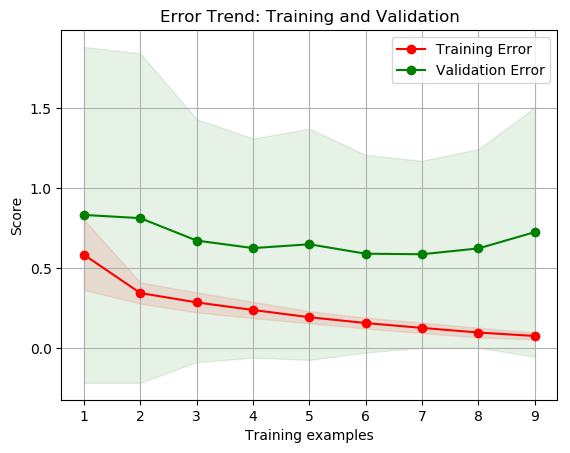 Error Trend: Training and Validation
Training Error
Validation Error
Score
1.5
1.0
0.5
0.0
1 2 3 4 5 6 7 8 9
Training examples